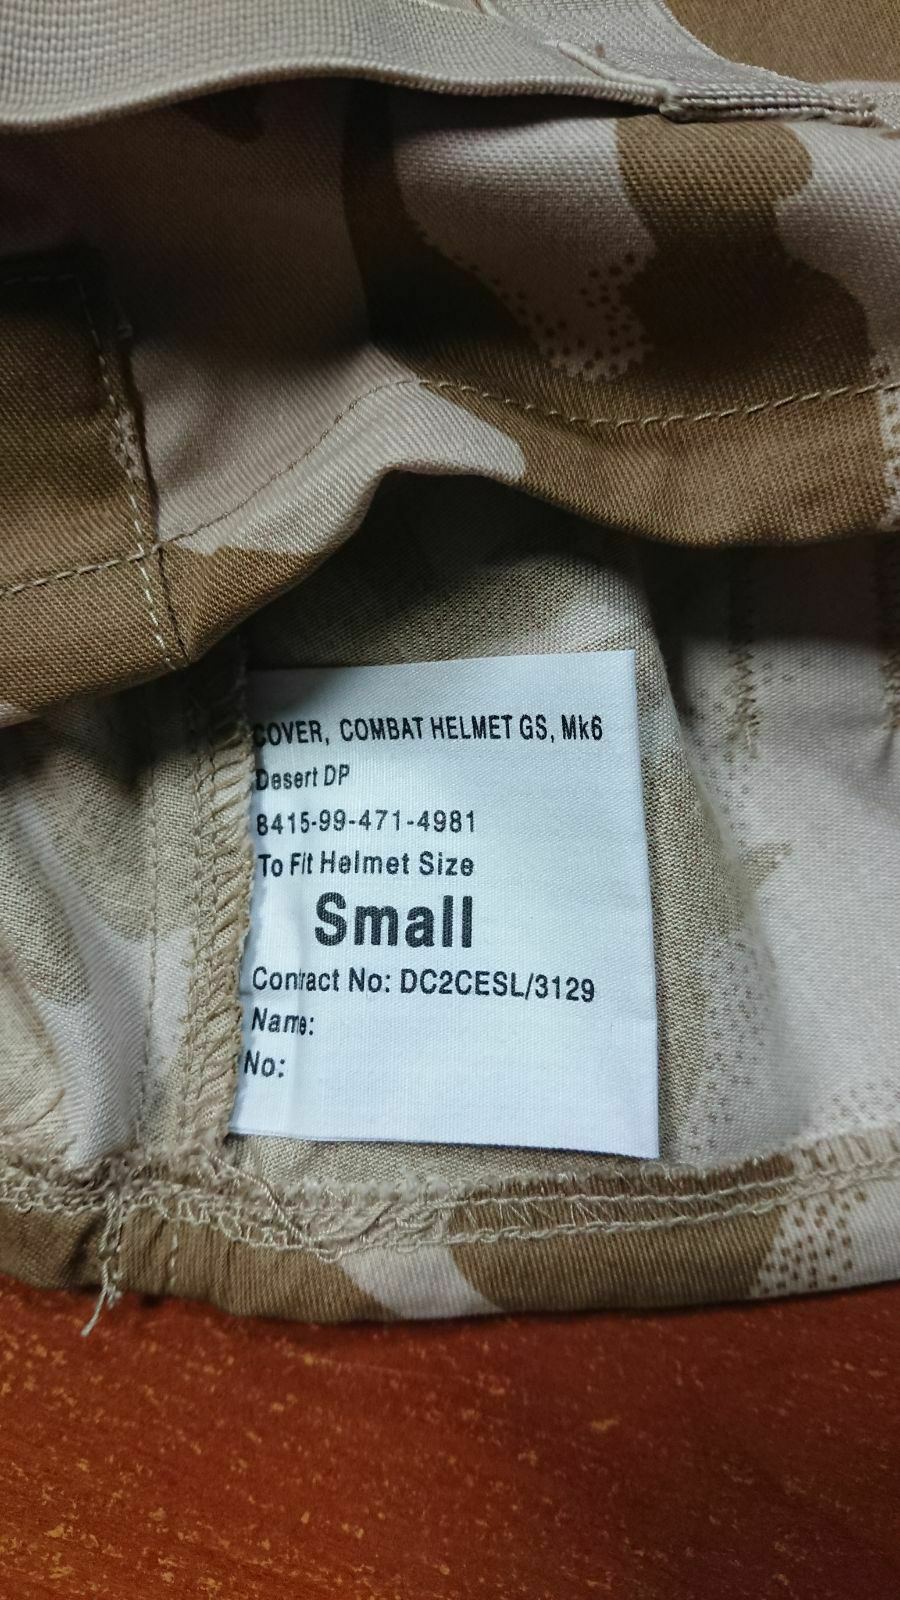 COVER, COMBAT HELMET GS, Mk6
Desert DP
8415-99-471-4981
To Fit Helmet Size
Small
Contract No: DC2CESL/3129
Name:
No: